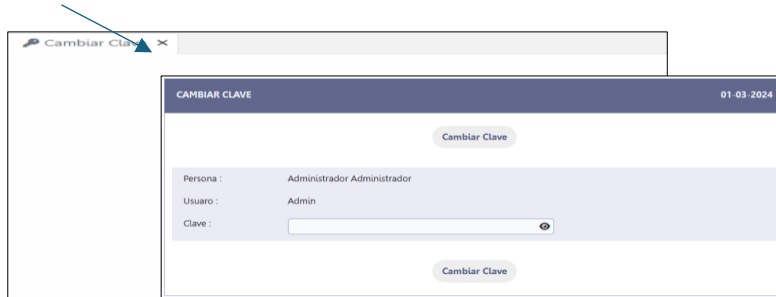 Cambiar Clave
CAMBIAR CLAVE 01-03-2024
Cambiar Clave
Persona : Administrador Administrador
Usuaro : Admin
Clave :
Cambiar Clave